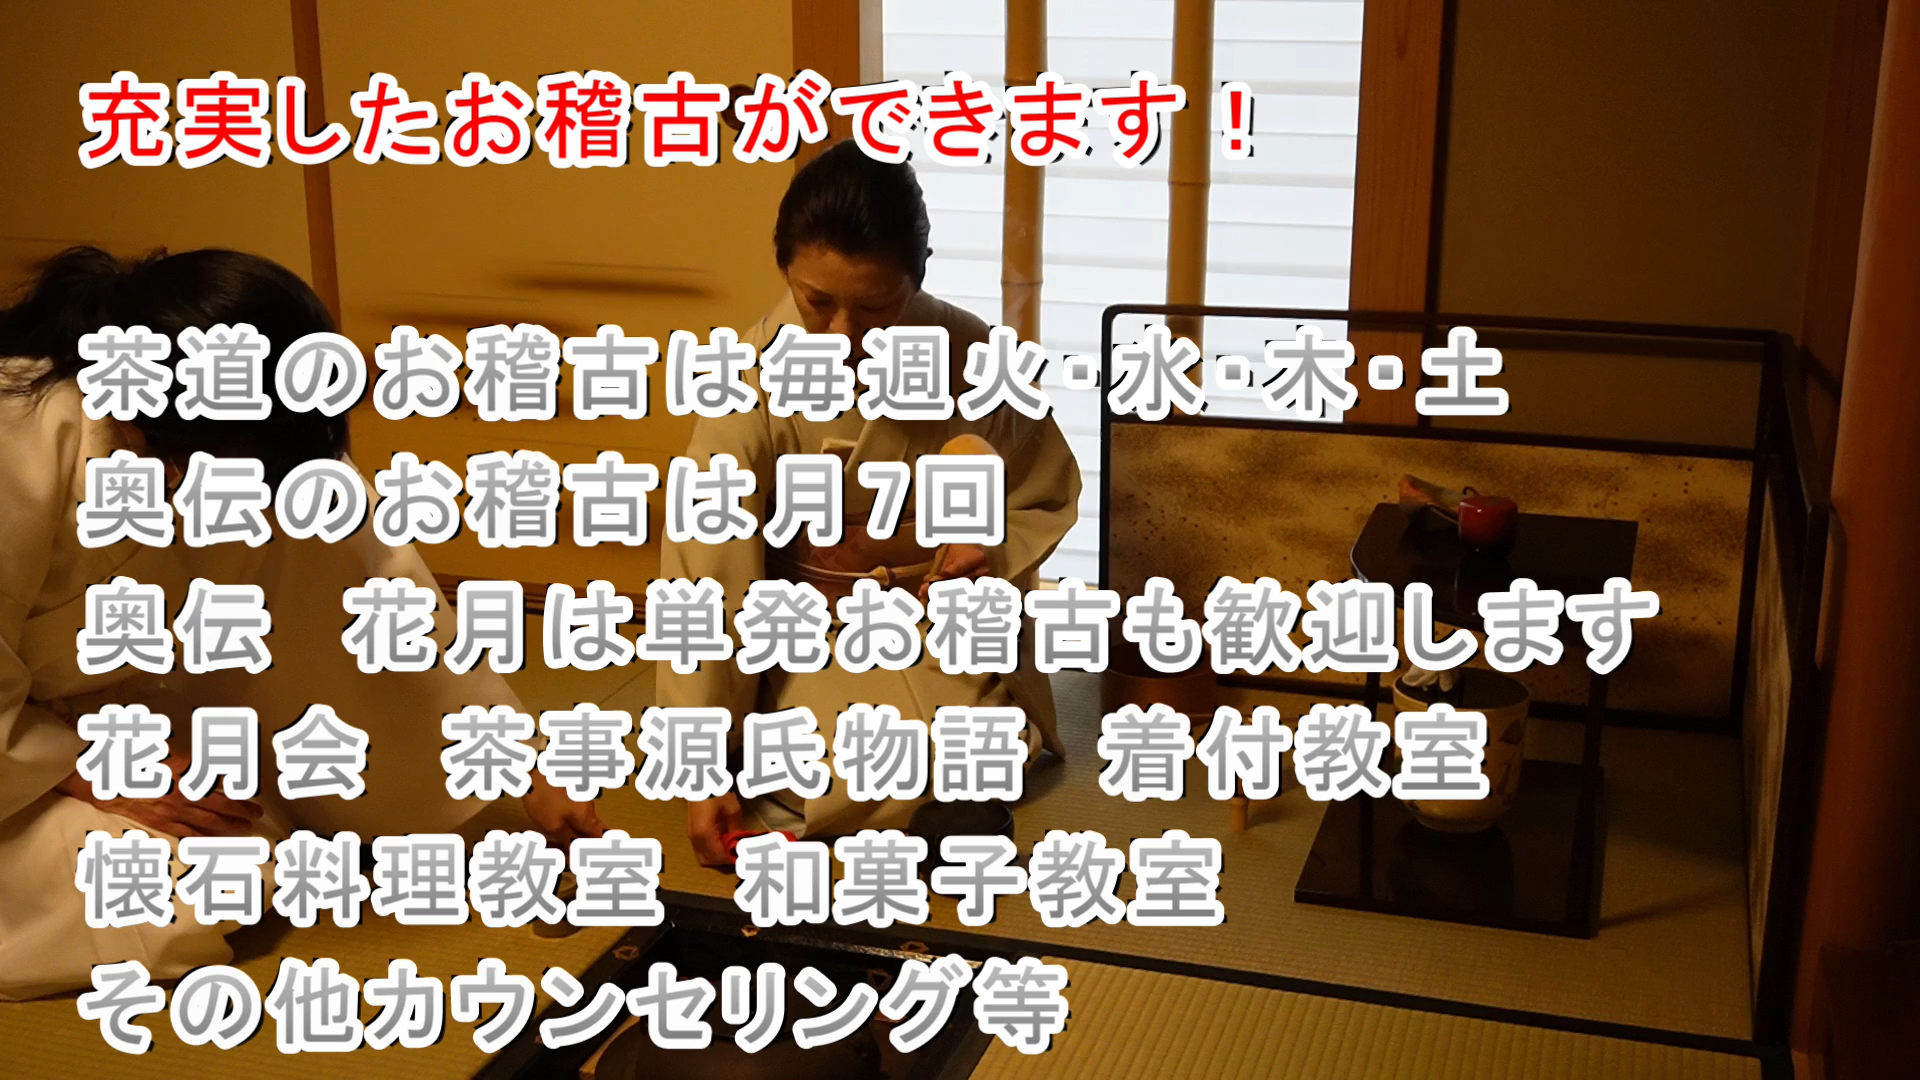 充実したお稽古ができます！
茶道のお稽古は毎週火・水・木・土
奥伝のお稽古は月7回
奥伝　花月は単発お稽古も歓迎します
花月会　茶事源氏物語　着付教室
懐石料理教室　和菓子教室
その他カウンセリング等